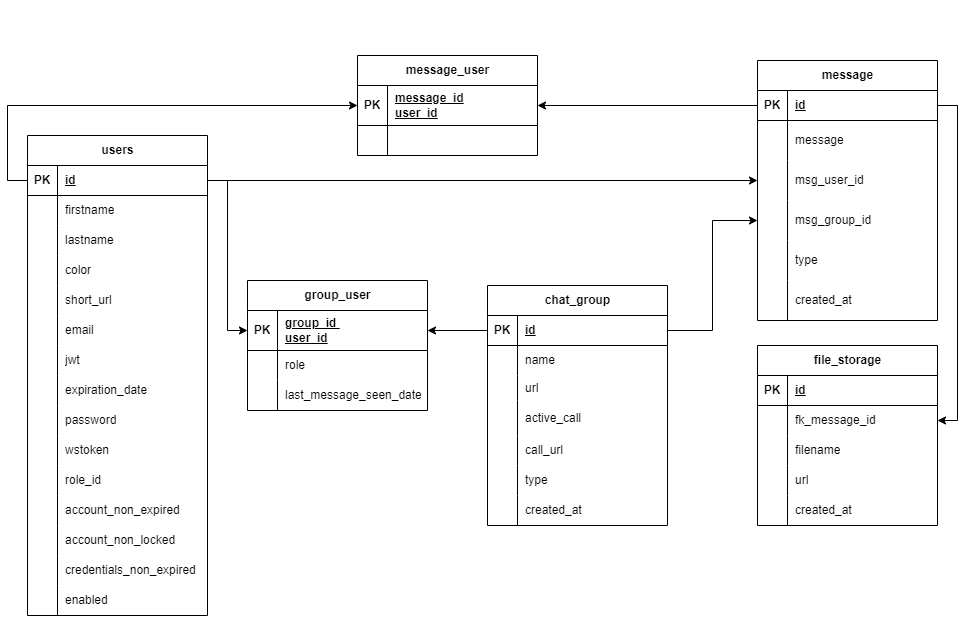 message_user
PK
message_id
user_id
message
PK
id
message
msg_user_id
msg_group_id
type
created_at
users
PK
id
firstname
lastname
color
short_url
email
jwt
expiration_date
password
wstoken
role_id
account_non_expired
account_non_locked
credentials_non_expired
enabled
group_user
PK
group_id
user_id
role
last_message_seen_date
chat_group
PK
id
name
url
active_call
call_url
type
created_at
file_storage
PK
id
fk_message_id
filename
url
created_at